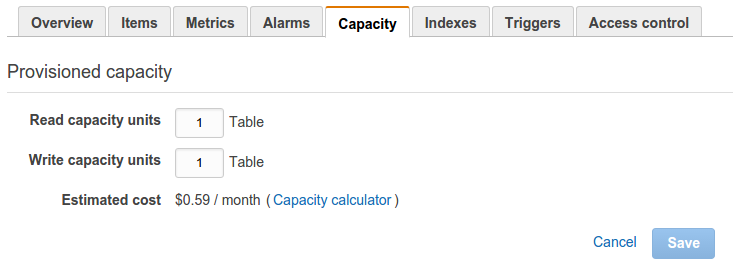 Overview Items Metrics Alarms Capacity Indexes Triggers Access control
Provisioned capacity
Read capacity units 1 Table
Write capacity units 1 Table
Estimated cost $0.59 / month ( Capacity calculator )
Cancel Save